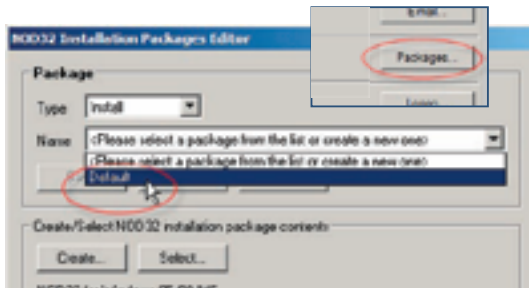 Email...
NOD32 Installation Packages Editor
Packages...
Package
Type Install
Name <Please select a package from the list or create a new one>
<Please select a package from the list or create a new one>
Default
Create/Select NOD32 installation package contents
Create... Select...